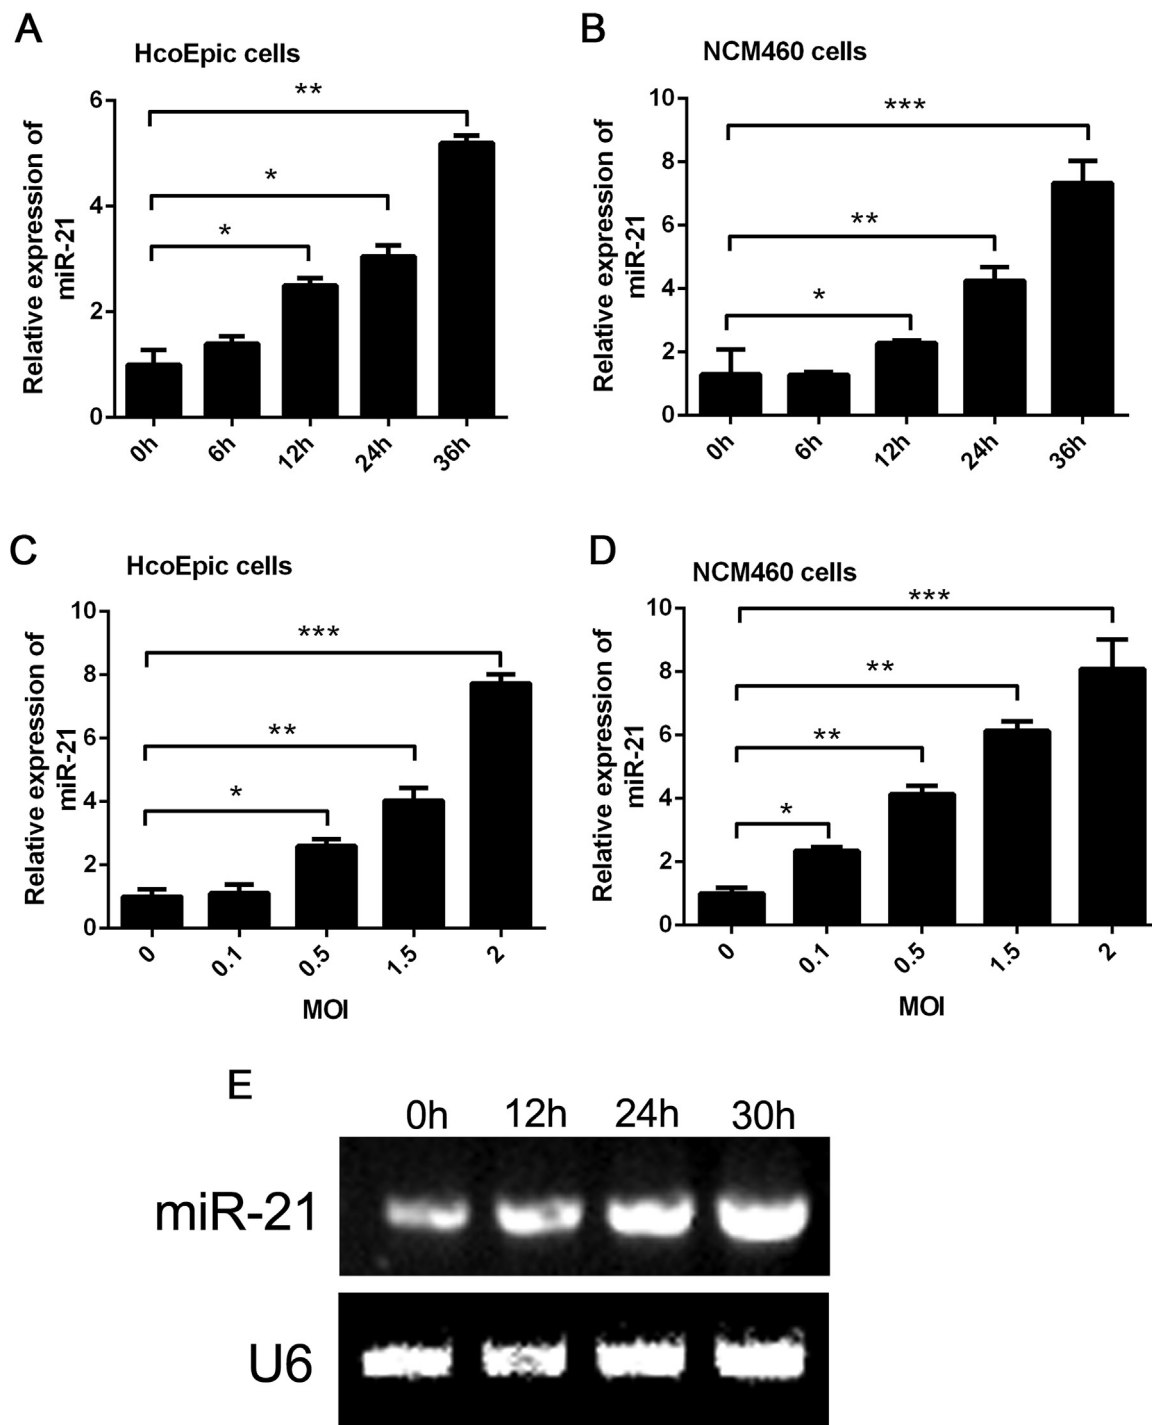 A
HcoEpic cells
Relative expression of
miR-21
6
4
2
0
**
*
*
0h
6h
12h
24h
36h
B
NCM460 cells
Relative expression of
miR-21
10
8
6
4
2
0
***
**
*
0h
6h
12h
24h
36h
C
HcoEpic cells
Relative expression of
miR-21
10
8
6
4
2
0
***
**
*
0
0.1
0.5
1.5
2
MOI
D
NCM460 cells
Relative expression of
miR-21
10
8
6
4
2
0
***
**
**
*
0
0.1
0.5
1.5
2
MOI
E
0h 12h 24h 30h
miR-21
U6